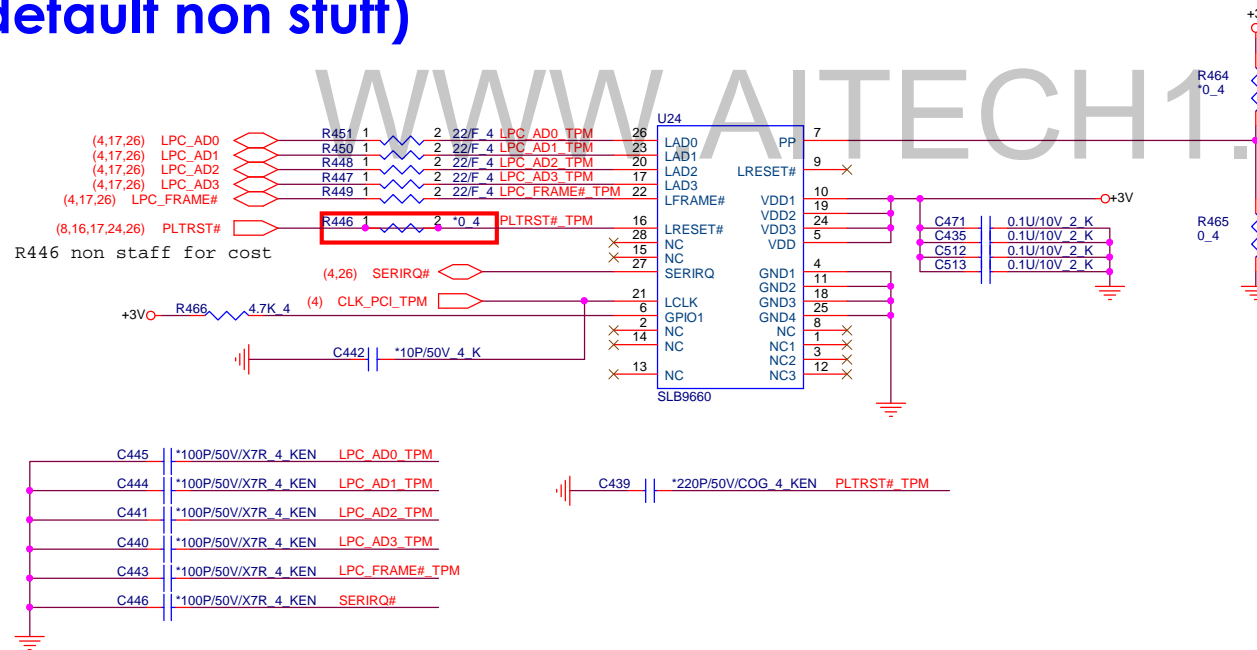 default non stuff)
WWW.AITECH1.
+3
R464
*0_4
U24
(4,17,26) LPC_AD0 R451 1 2 22/F_4 LPC_AD0_TPM 26 LAD0 PP 7
(4,17,26) LPC_AD1 R450 1 2 22/F_4 LPC_AD1_TPM 23 LAD1
(4,17,26) LPC_AD2 R448 1 2 22/F_4 LPC_AD2_TPM 20 LAD2 LRESET# 9
(4,17,26) LPC_AD3 R447 1 2 22/F_4 LPC_AD3_TPM 17 LAD3
(4,17,26) LPC_FRAME# R449 1 2 22/F_4 LPC_FRAME#_TPM 22 LFRAME# VDD1 10 +3V
VDD2 19
(8,16,17,24,26) PLTRST# R446 1 2 *0_4 PLTRST#_TPM 16 LRESET# VDD3 24 C471 0.1U/10V_2_K
28 NC VDD 5 C435 0.1U/10V_2_K
R446 non staff for cost 15 NC C512 0.1U/10V_2_K
(4,26) SERIRQ# 27 SERIRQ GND1 4 C513 0.1U/10V_2_K
R465
0_4
GND2 11
(4) CLK_PCI_TPM 21 LCLK GND3 18
+3V R466 4.7K_4 6 GPIO1 GND4 25
2 NC NC 8
14 NC NC1 1
C442 *10P/50V_4_K NC2 3
13 NC NC3 12
SLB9660
C445 *100P/50V/X7R_4_KEN LPC_AD0_TPM
C444 *100P/50V/X7R_4_KEN LPC_AD1_TPM
C439 *220P/50V/COG_4_KEN PLTRST#_TPM
C441 *100P/50V/X7R_4_KEN LPC_AD2_TPM
C440 *100P/50V/X7R_4_KEN LPC_AD3_TPM
C443 *100P/50V/X7R_4_KEN LPC_FRAME#_TPM
C446 *100P/50V/X7R_4_KEN SERIRQ#